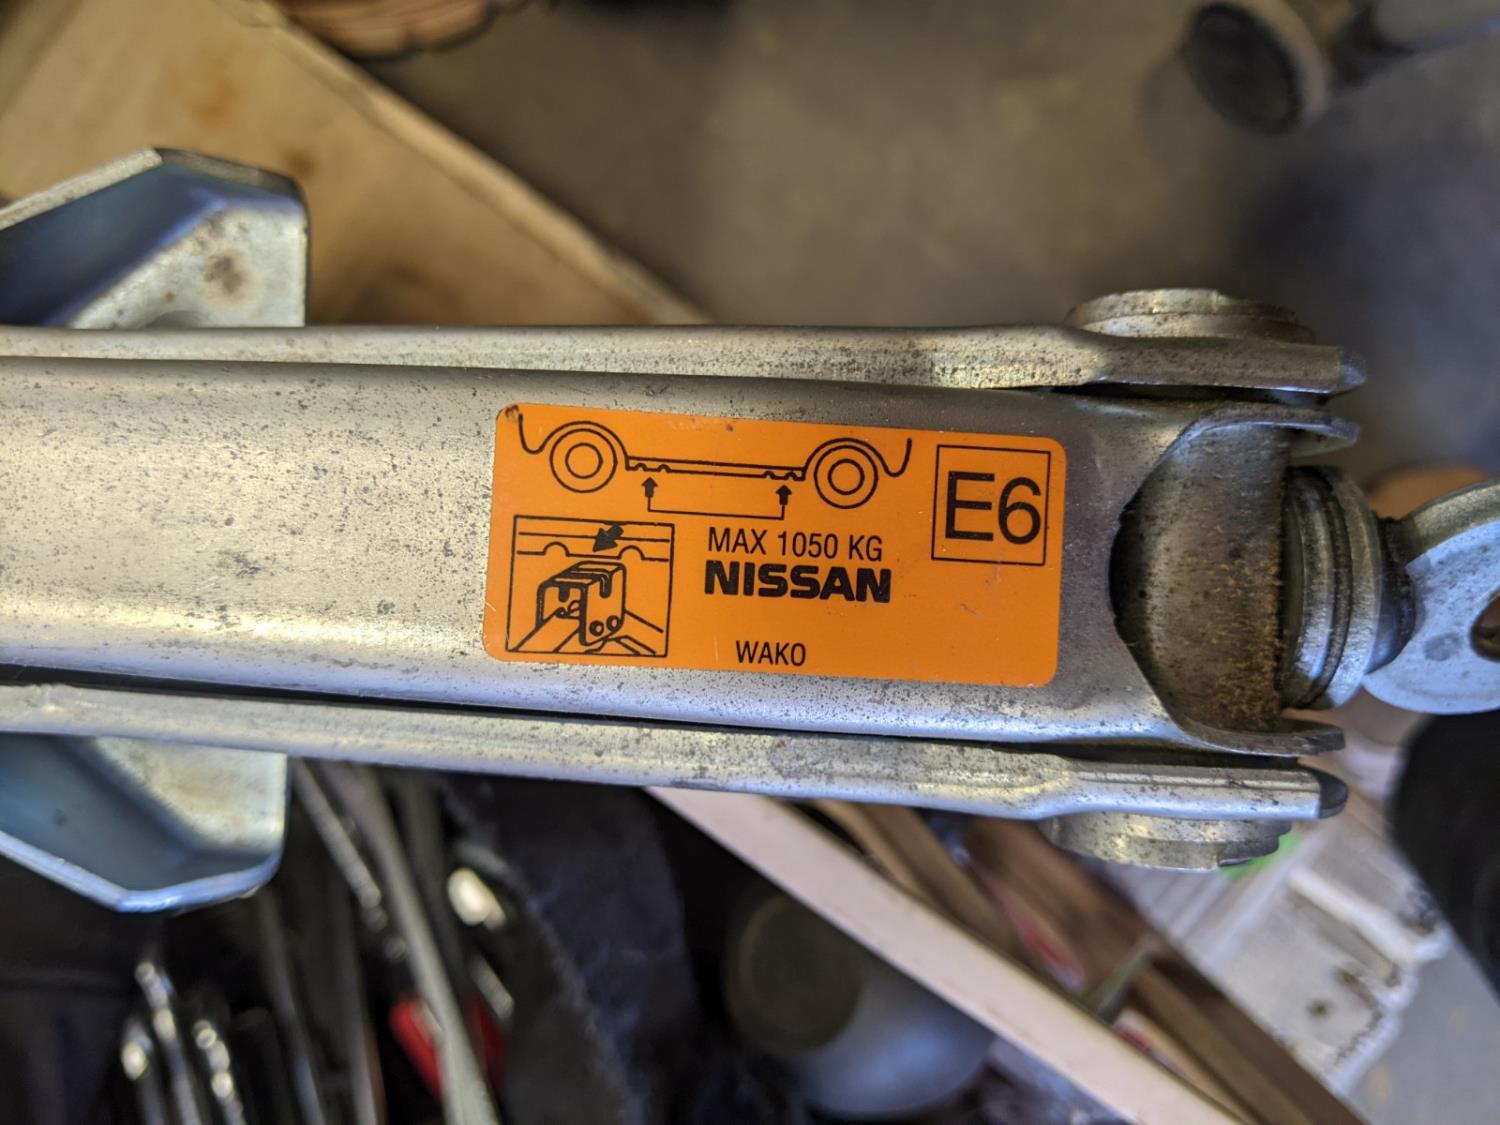 E6
MAX 1050 KG
NISSAN
WAKO